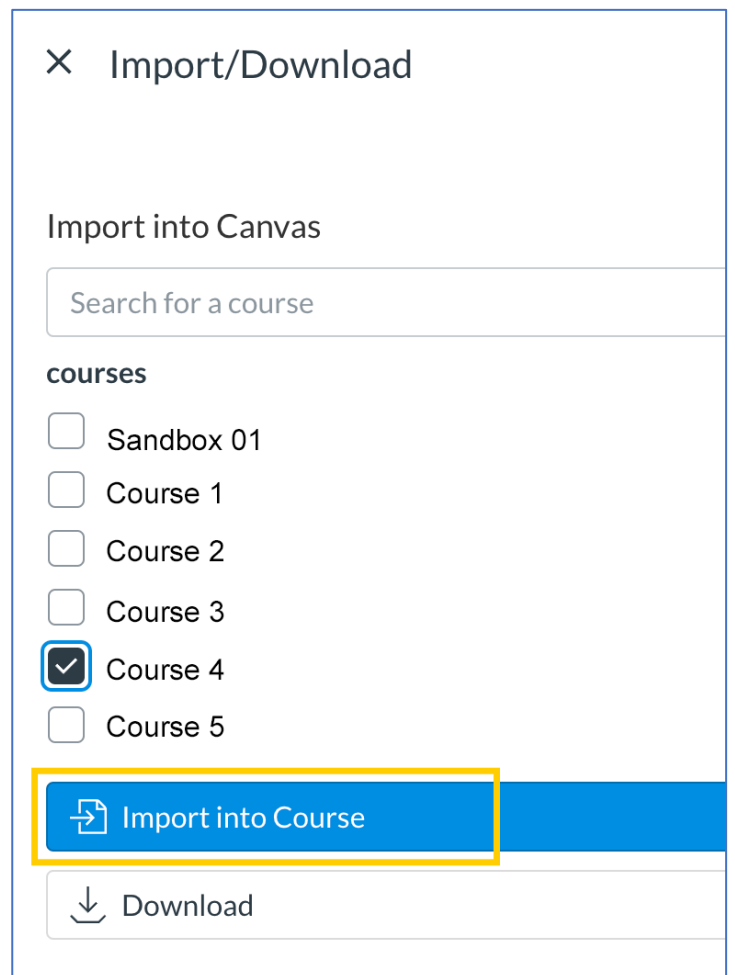 Import/Download
Import into Canvas
Search for a course
courses
Sandbox 01
Course 1
Course 2
Course 3
Course 4
Course 5
Import into Course
Download